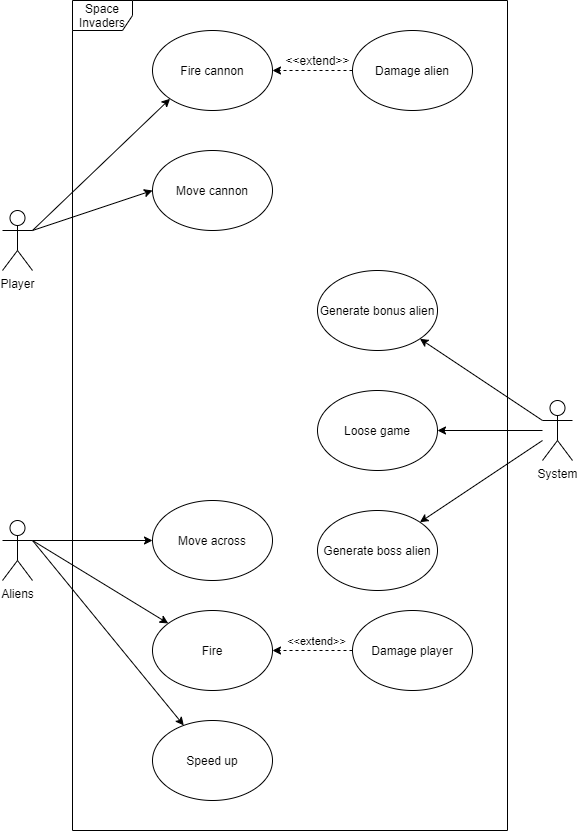 Space
Invaders
Fire cannon
<<extend>>
Damage alien
Move cannon
Player
Generate bonus alien
Loose game
System
Move across
Generate boss alien
Aliens
Fire
<<extend>>
Damage player
Speed up